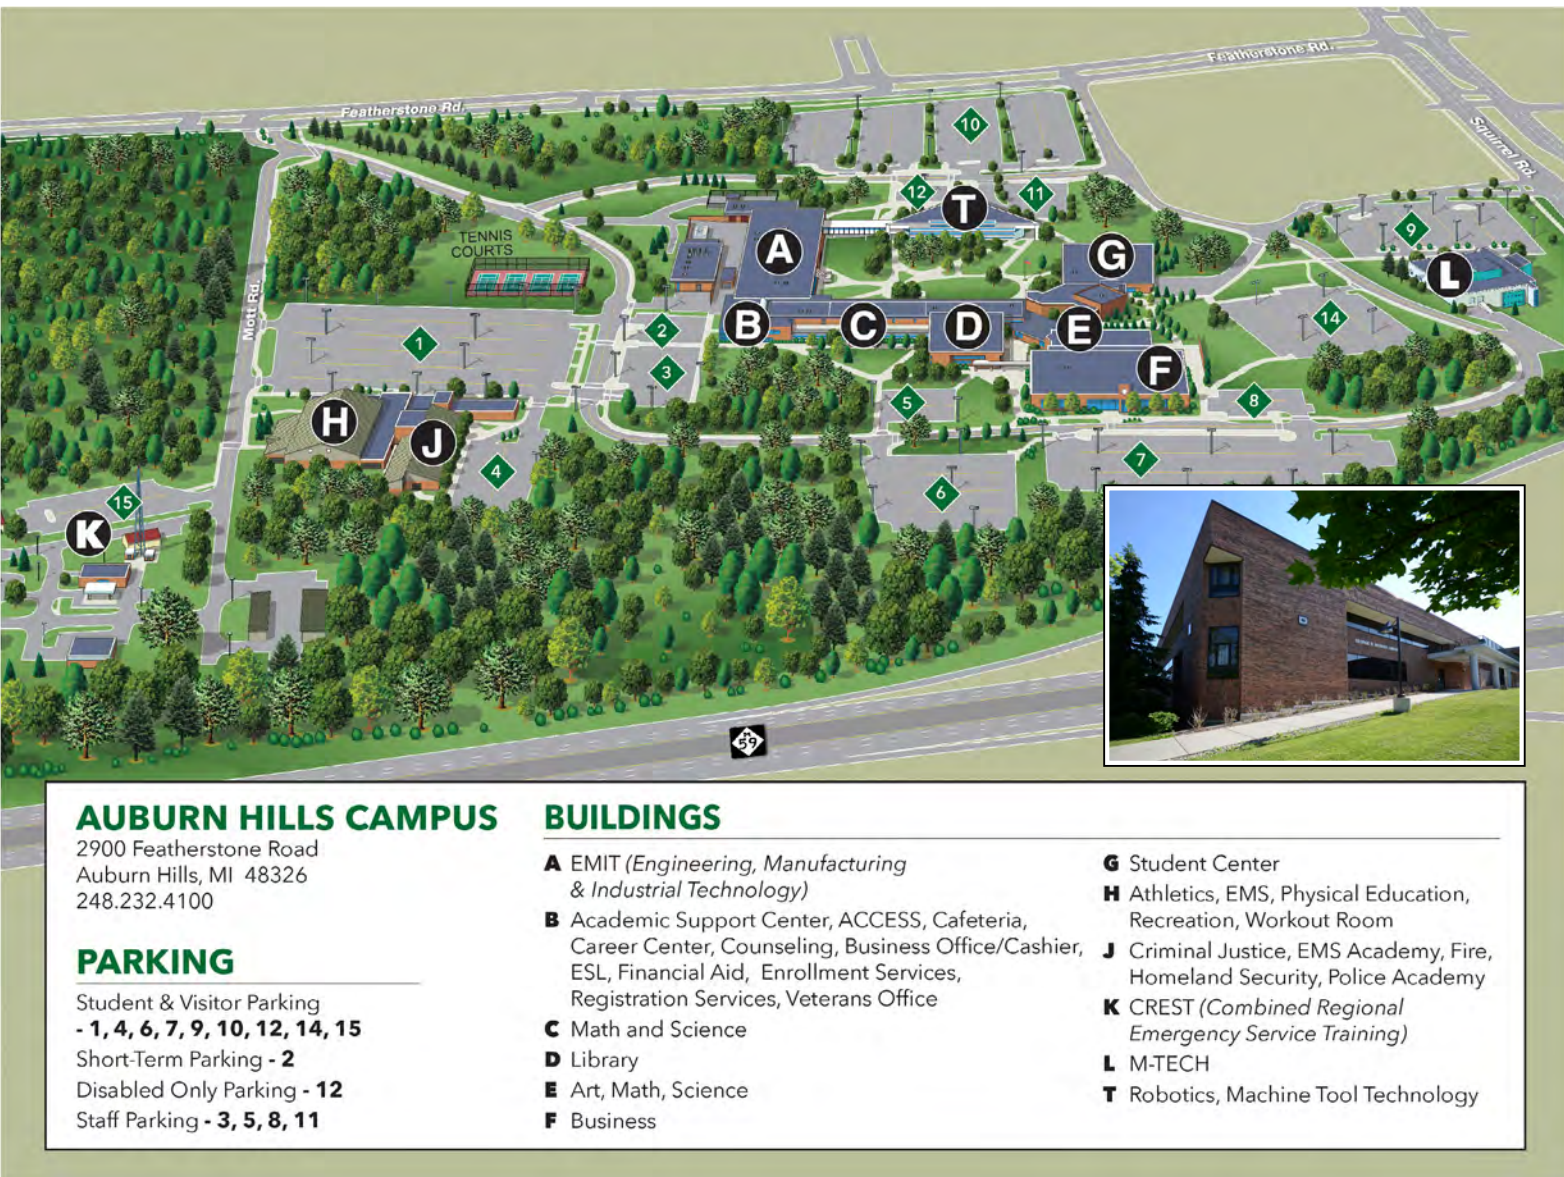 Featherstone Rd.
Featherstone Rd.
Squirrel Rd.
Mott Rd.
TENNIS
COURTS
10
12
11
T
9
A
G
L
2
B
C
D
E
14
1
3
F
5
8
H
J
4
7
6
15
K
M
59
AUBURN HILLS CAMPUS
2900 Featherstone Road
Auburn Hills, MI 48326
248.232.4100
PARKING
Student & Visitor Parking
- 1, 4, 6, 7, 9, 10, 12, 14, 15
Short-Term Parking - 2
Disabled Only Parking - 12
Staff Parking - 3, 5, 8, 11
BUILDINGS
A EMIT (Engineering, Manufacturing
& Industrial Technology)
B Academic Support Center, ACCESS, Cafeteria,
Career Center, Counseling, Business Office/Cashier,
ESL, Financial Aid, Enrollment Services,
Registration Services, Veterans Office
C Math and Science
D Library
E Art, Math, Science
F Business
G Student Center
H Athletics, EMS, Physical Education,
Recreation, Workout Room
J Criminal Justice, EMS Academy, Fire,
Homeland Security, Police Academy
K CREST (Combined Regional
Emergency Service Training)
L M-TECH
T Robotics, Machine Tool Technology